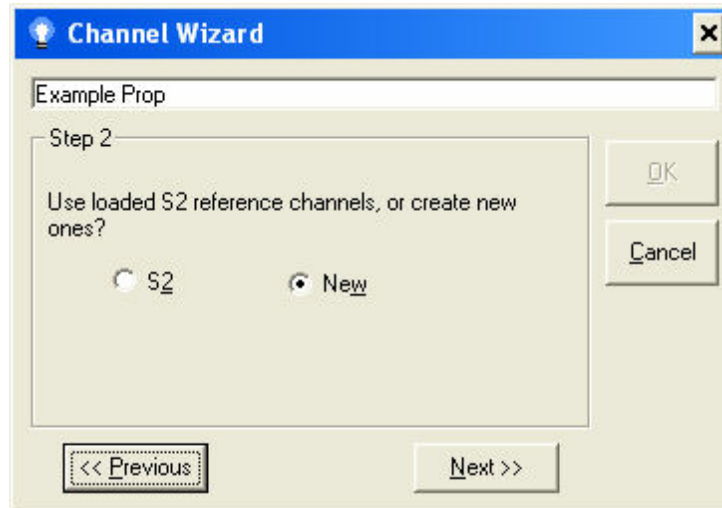 Channel Wizard
Example Prop
Step 2
Use loaded S2 reference channels, or create new
ones?
S2
New
OK
Cancel
<< Previous
Next >>